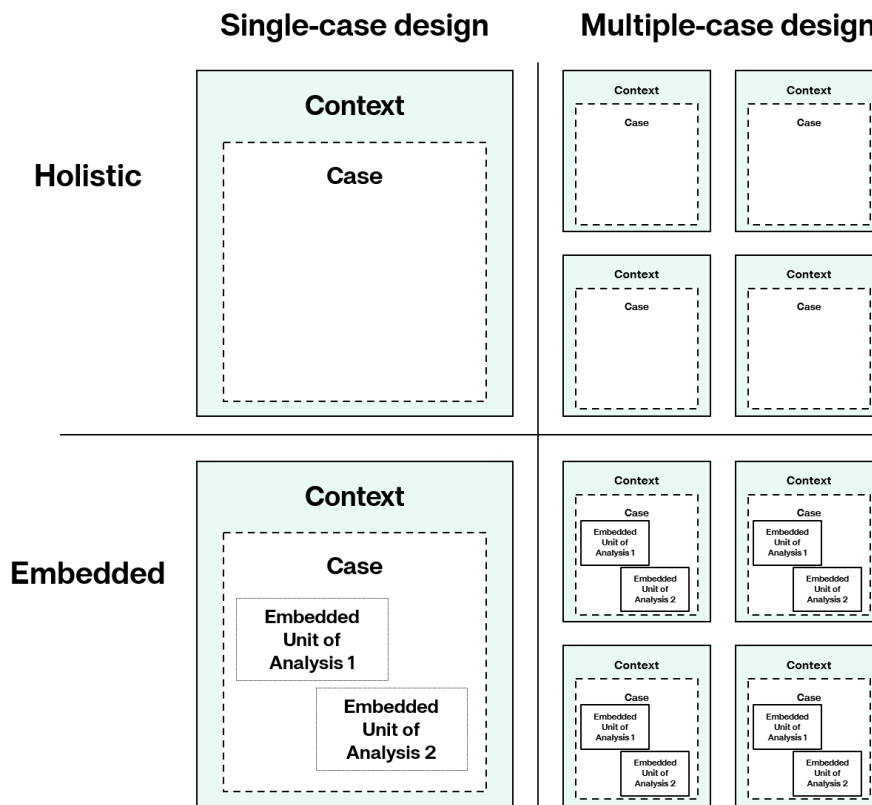 Single-case design
Multiple-case design
Holistic
Context
Case
Context
Case
Context
Case
Context
Case
Context
Case
Embedded
Context
Case
Embedded
Unit of
Analysis 1
Embedded
Unit of
Analysis 2
Context
Case
Embedded
Unit of
Analysis 1
Embedded
Unit of
Analysis 2
Context
Case
Embedded
Unit of
Analysis 1
Embedded
Unit of
Analysis 2
Context
Case
Embedded
Unit of
Analysis 1
Embedded
Unit of
Analysis 2
Context
Case
Embedded
Unit of
Analysis 1
Embedded
Unit of
Analysis 2